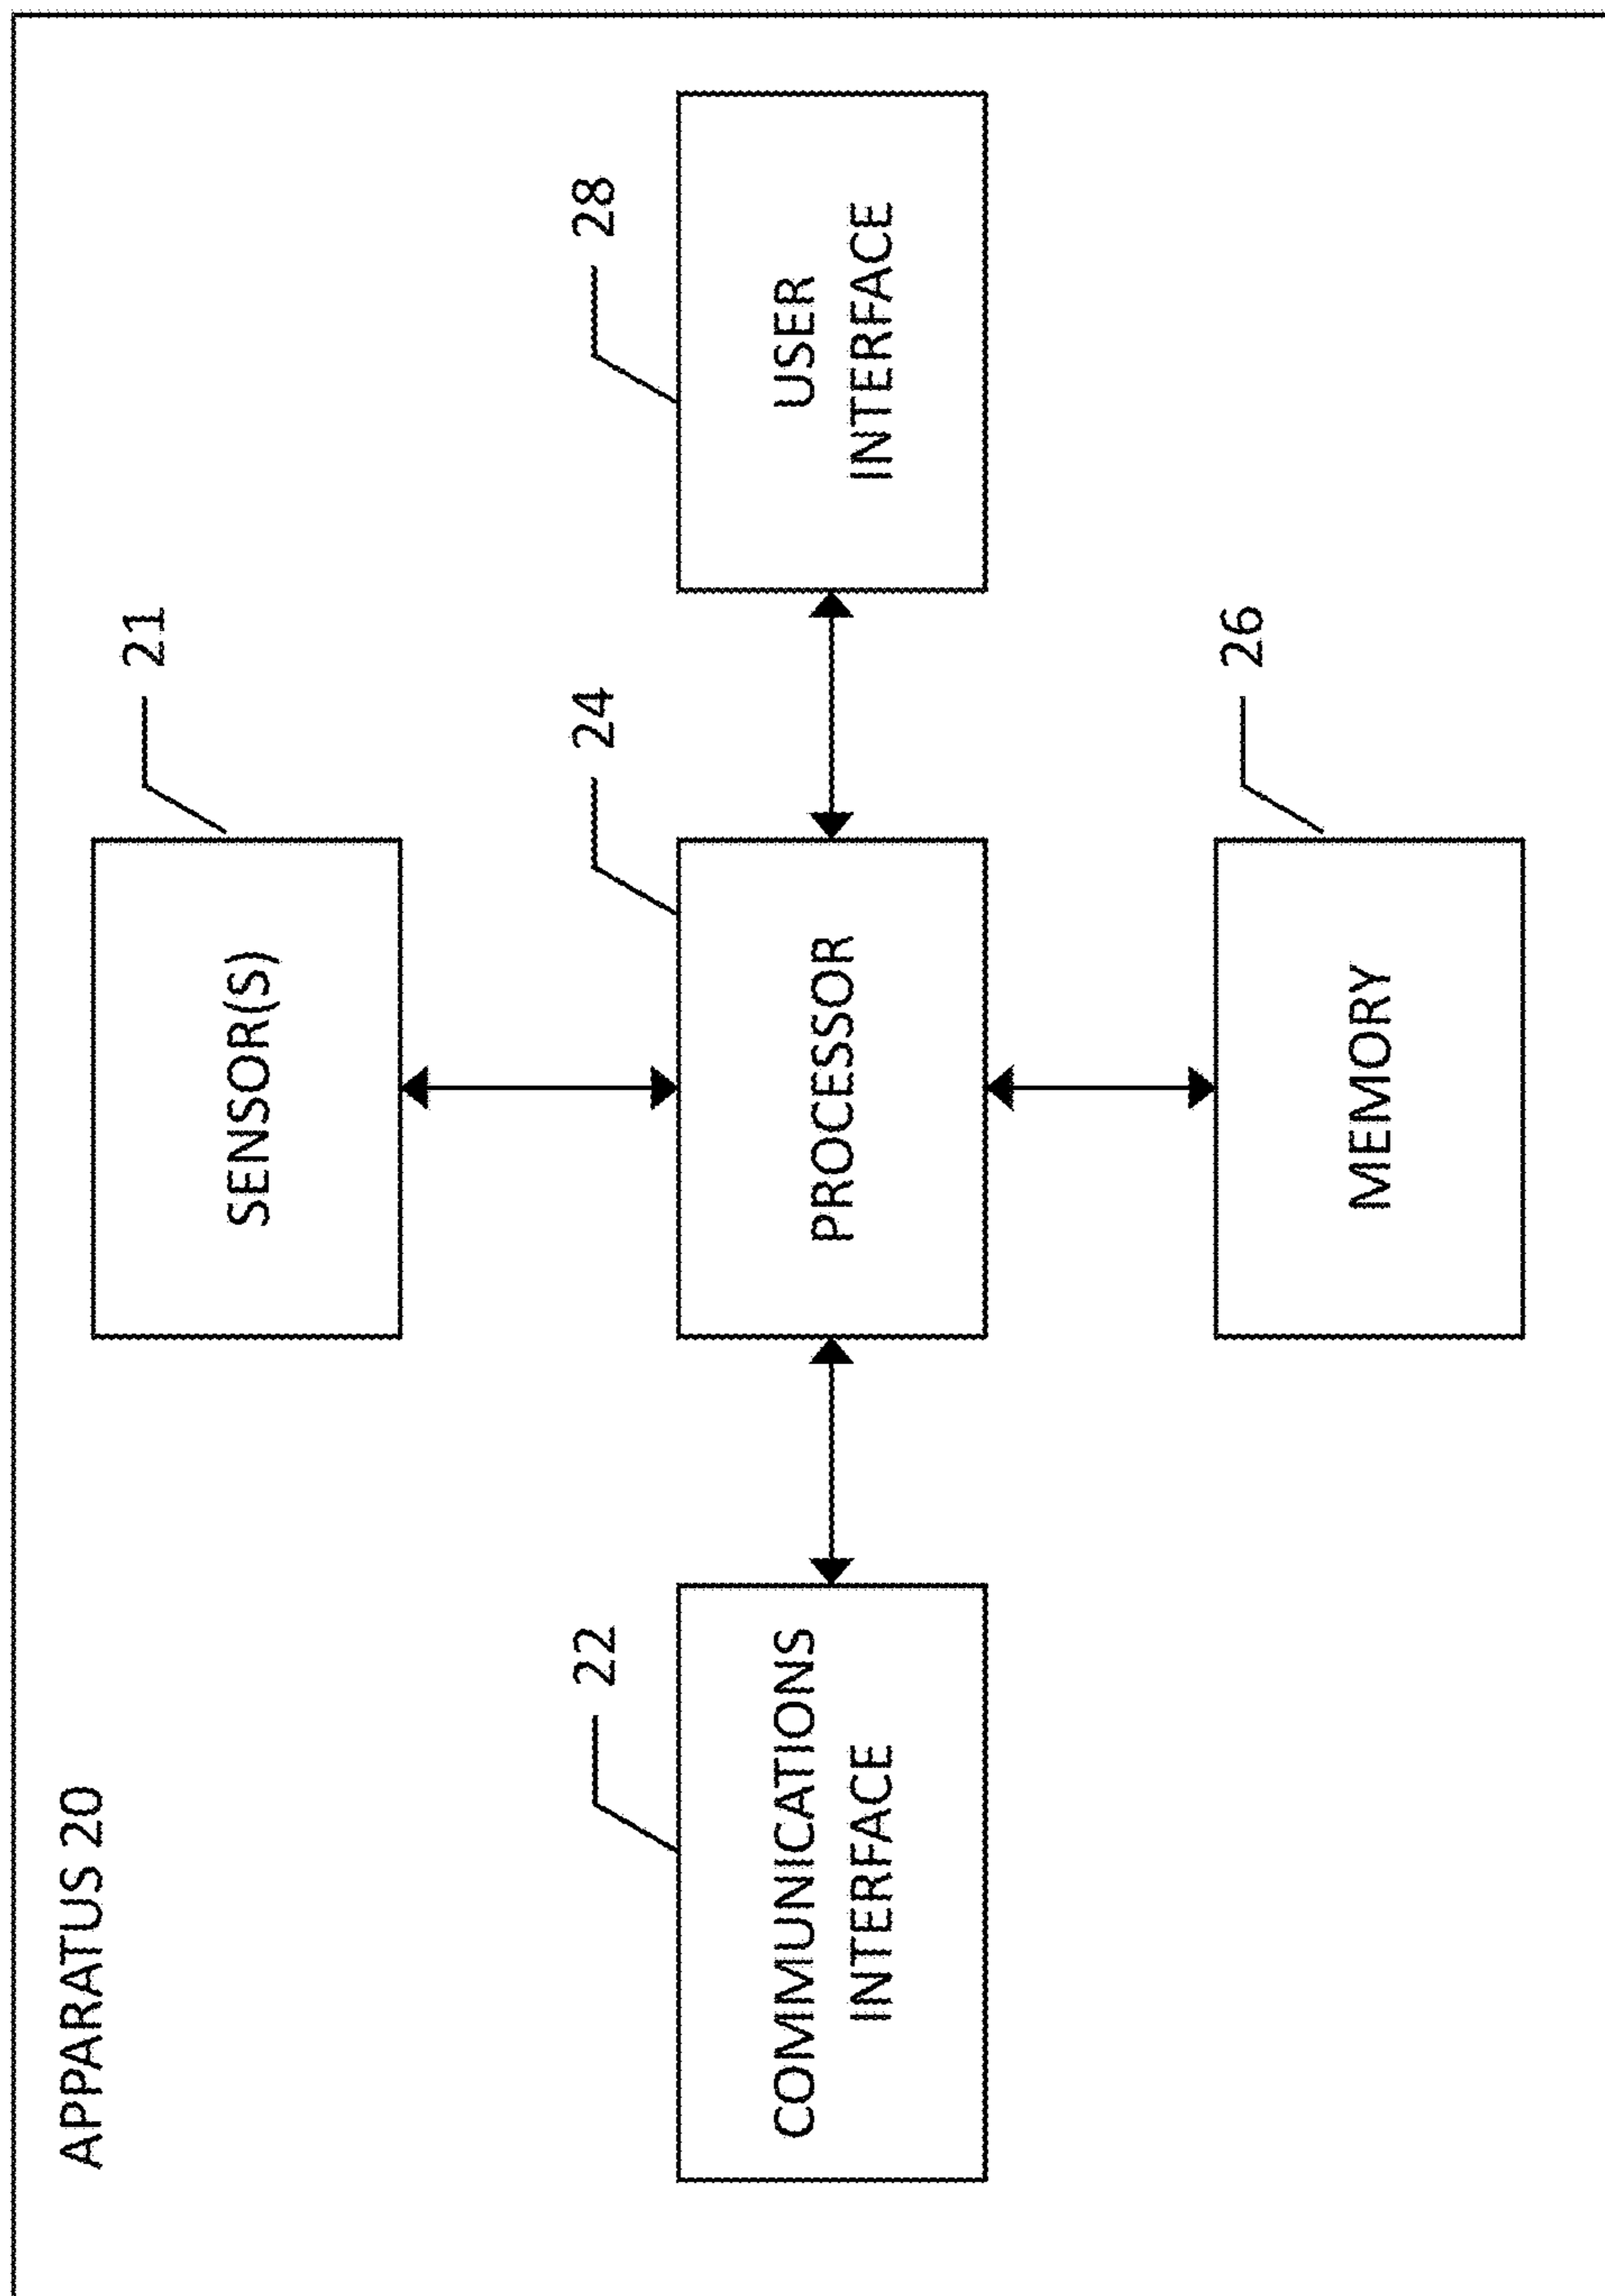 APPARATUS 20
21
SENSOR(S)
22
COMMUNICATIONS
INTERFACE
24
PROCESSOR
28
USER
INTERFACE
26
MEMORY